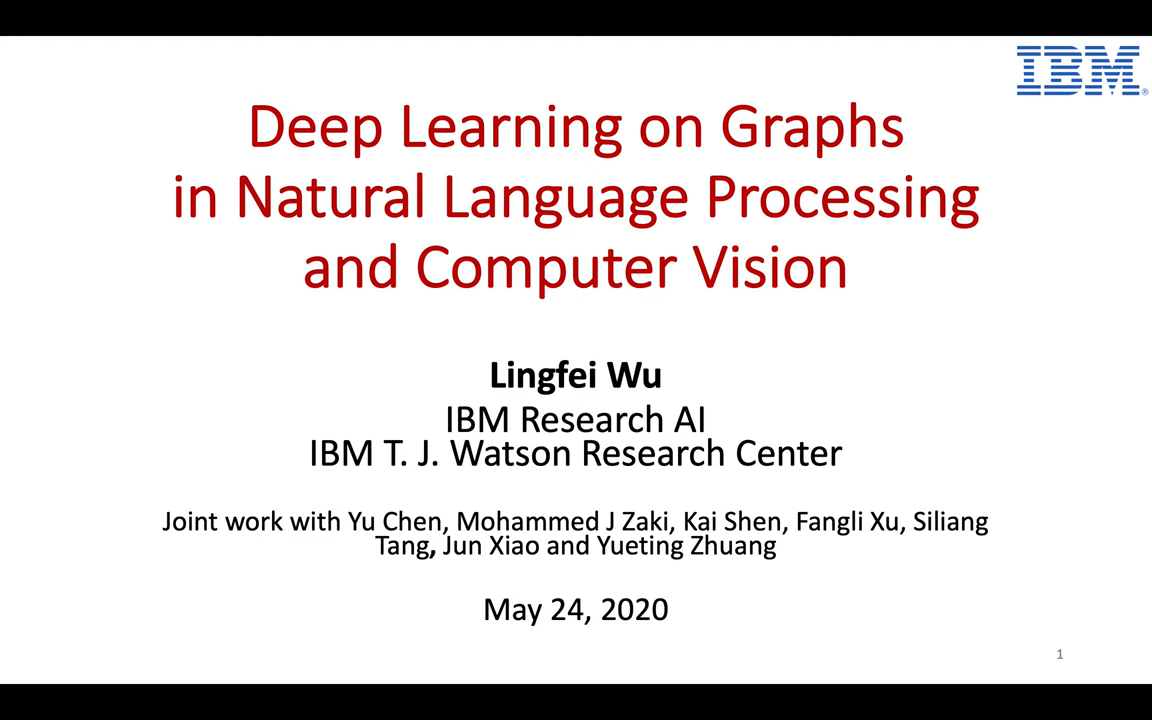 IBM®
Deep Learning on Graphs
in Natural Language Processing
and Computer Vision
Lingfei Wu
IBM Research AI
IBM T. J. Watson Research Center
Joint work with Yu Chen, Mohammed J Zaki, Kai Shen, Fangli Xu, Siliang
Tang, Jun Xiao and Yueting Zhuang
May 24, 2020
1